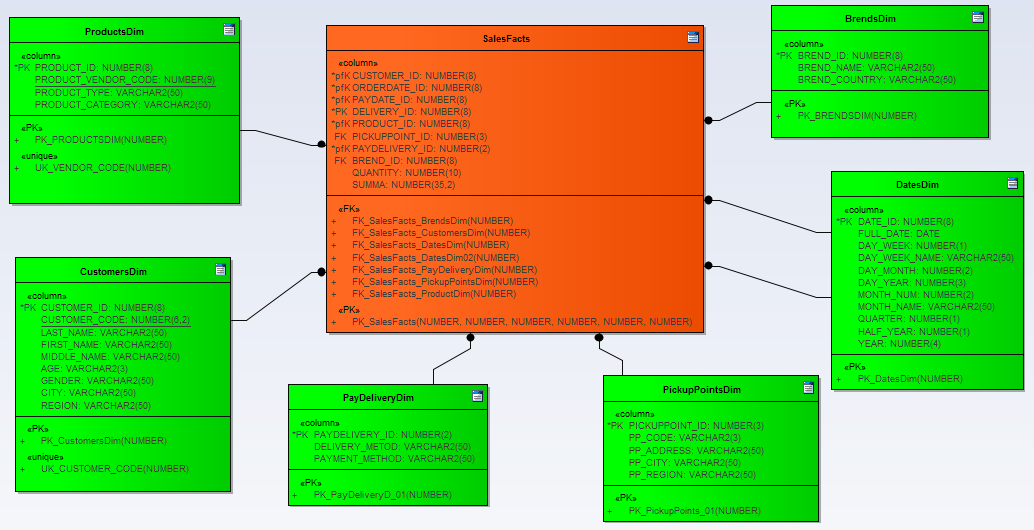 ProductsDim
«column»
*PK PRODUCT_ID: NUMBER(8)
PRODUCT_VENDOR_CODE: NUMBER(9)
PRODUCT_TYPE: VARCHAR2(50)
PRODUCT_CATEGORY: VARCHAR2(50)
«PK»
+ PK_PRODUCTSDIM(NUMBER)
«unique»
+ UK_VENDOR_CODE(NUMBER)
SalesFacts
«column»
*pfK CUSTOMER_ID: NUMBER(8)
*pfK ORDERDATE_ID: NUMBER(8)
*pfK PAYDATE_ID: NUMBER(8)
*PK DELIVERY_ID: NUMBER(8)
*pfK PRODUCT_ID: NUMBER(8)
FK PICKUPPOINT_ID: NUMBER(3)
*pfK PAYDELIVERY_ID: NUMBER(2)
FK BREND_ID: NUMBER(8)
QUANTITY: NUMBER(10)
SUMMA: NUMBER(35,2)
«FK»
+ FK_SalesFacts_BrendsDim(NUMBER)
+ FK_SalesFacts_CustomersDim(NUMBER)
+ FK_SalesFacts_DatesDim(NUMBER)
+ FK_SalesFacts_DatesDim02(NUMBER)
+ FK_SalesFacts_PayDeliveryDim(NUMBER)
+ FK_SalesFacts_PickupPointsDim(NUMBER)
+ FK_SalesFacts_ProductDim(NUMBER)
«PK»
+ PK_SalesFacts(NUMBER, NUMBER, NUMBER, NUMBER, NUMBER, NUMBER)
BrendsDim
«column»
*PK BREND_ID: NUMBER(8)
BREND_NAME: VARCHAR2(50)
BREND_COUNTRY: VARCHAR2(50)
«PK»
+ PK_BRENDSDIM(NUMBER)
DatesDim
«column»
*PK DATE_ID: NUMBER(8)
FULL_DATE: DATE
DAY_WEEK: NUMBER(1)
DAY_WEEK_NAME: VARCHAR2(50)
DAY_MONTH: NUMBER(2)
DAY_YEAR: NUMBER(3)
MONTH_NUM: NUMBER(2)
MONTH_NAME: VARCHAR2(50)
QUARTER: NUMBER(1)
HALF_YEAR: NUMBER(1)
YEAR: NUMBER(4)
«PK»
+ PK_DatesDim(NUMBER)
CustomersDim
«column»
*PK CUSTOMER_ID: NUMBER(8)
CUSTOMER_CODE: NUMBER(6,2)
LAST_NAME: VARCHAR2(50)
FIRST_NAME: VARCHAR2(50)
MIDDLE_NAME: VARCHAR2(50)
AGE: VARCHAR2(3)
GENDER: VARCHAR2(50)
CITY: VARCHAR2(50)
REGION: VARCHAR2(50)
«PK»
+ PK_CustomersDim(NUMBER)
«unique»
+ UK_CUSTOMER_CODE(NUMBER)
PayDeliveryDim
«column»
*PK PAYDELIVERY_ID: NUMBER(2)
DELIVERY_METOD: VARCHAR2(50)
PAYMENT_METHOD: VARCHAR2(50)
«PK»
+ PK_PayDeliveryD_01(NUMBER)
PickupPointsDim
«column»
*PK PICKUPPOINT_ID: NUMBER(3)
PP_CODE: VARCHAR2(3)
PP_ADDRESS: VARCHAR2(50)
PP_CITY: VARCHAR2(50)
PP_REGION: VARCHAR2(50)
«PK»
+ PK_PickupPoints_01(NUMBER)